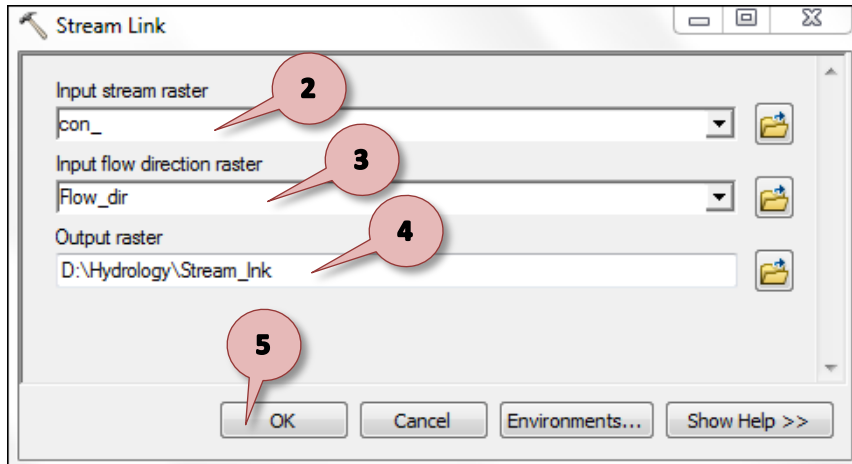 Stream Link
Input stream raster
2
con_
Input flow direction raster
3
Flow_dir
Output raster
4
D:\Hydrology\Stream_lnk
5
OK
Cancel
Environments...
Show Help >>